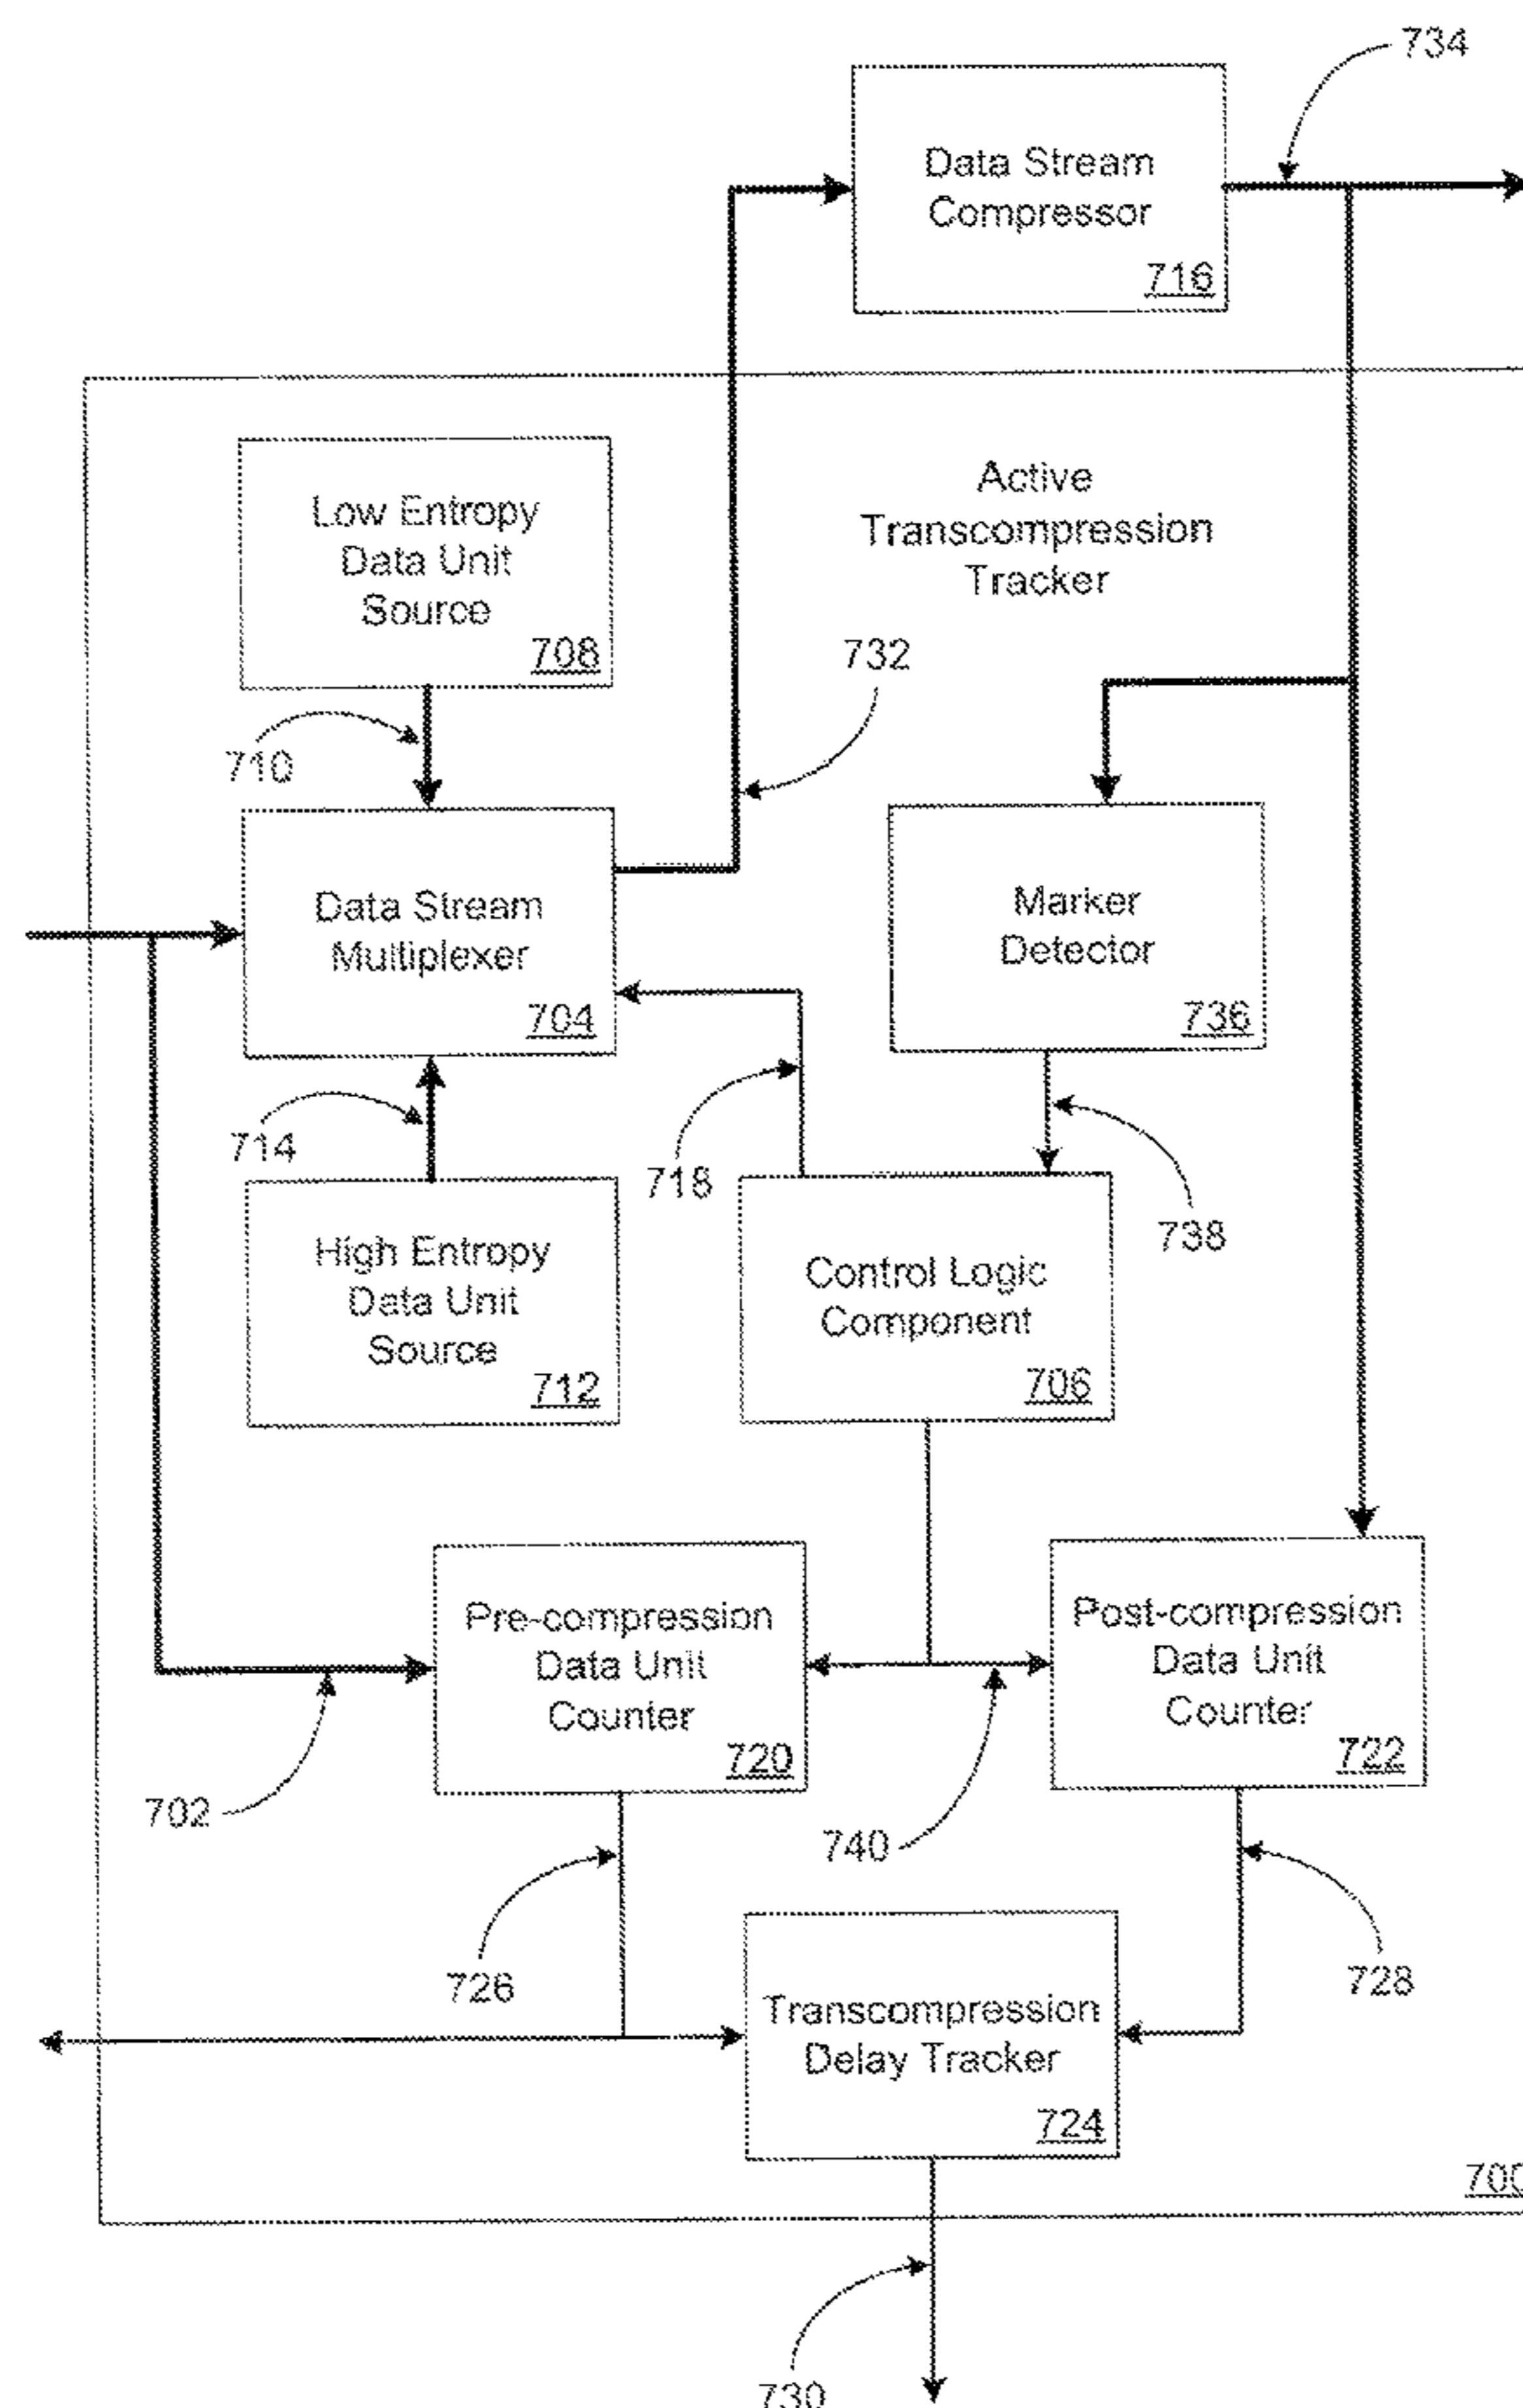 734
Data Stream
Compressor
716
Low Entropy
Data Unit
Source
708
Active
Transcompression
Tracker
732
710
Data Stream
Multiplexer
704
Marker
Detector
736
714
718
738
High Entropy
Data Unit
Source
712
Control Logic
Component
706
Pre-compression
Data Unit
Counter
720
Post-compression
Data Unit
Counter
722
702
740
726
728
Transcompression
Delay Tracker
724
700
730